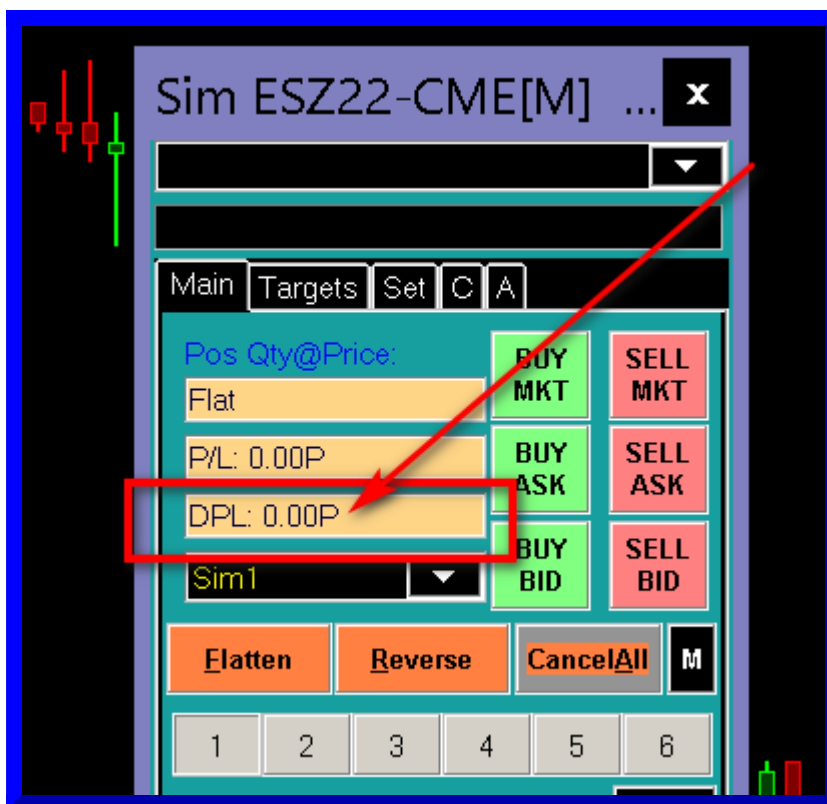 Sim ESZ22-CME[M] ... x
Main Targets Set C A
Pos Qty@Price:
Flat
P/L: 0.00P
DPL: 0.00P
Sim1
BUY MKT
SELL MKT
BUY ASK
SELL ASK
BUY BID
SELL BID
Flatten Reverse CancelAll M
1 2 3 4 5 6